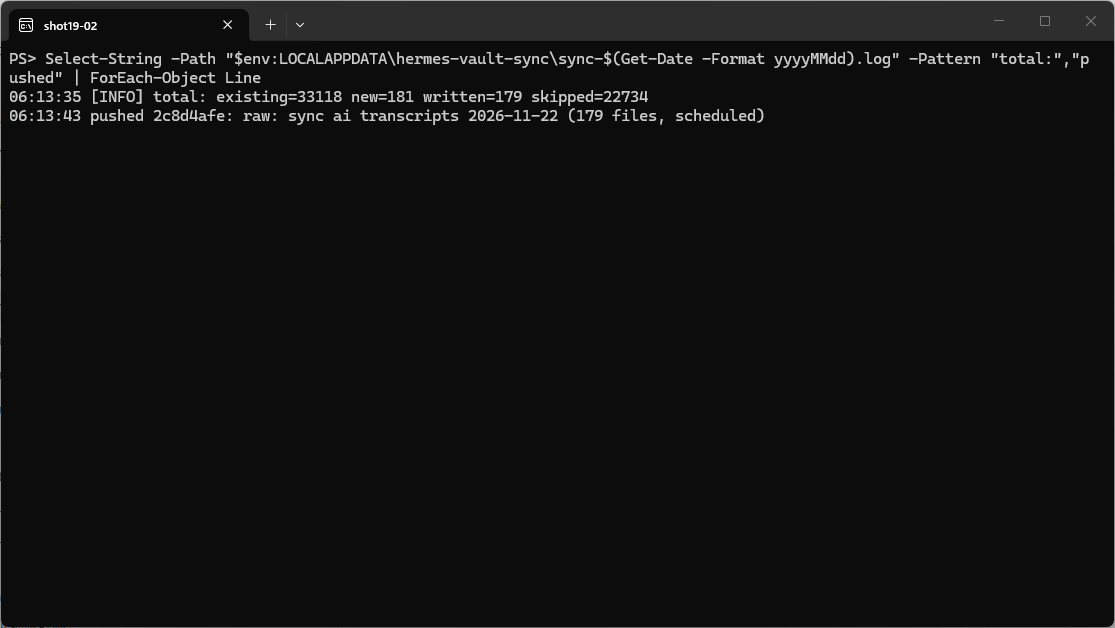 shot19-02
PS> Select-String -Path "$env:LOCALAPPDATA\hermes-vault-sync\sync-$(Get-Date -Format yyyyMMdd).log" -Pattern "total:","p
ushed" | ForEach-Object Line
06:13:35 [INFO] total: existing=33118 new=181 written=179 skipped=22734
06:13:43 pushed 2c8d4afe: raw: sync ai transcripts 2026-11-22 (179 files, scheduled)